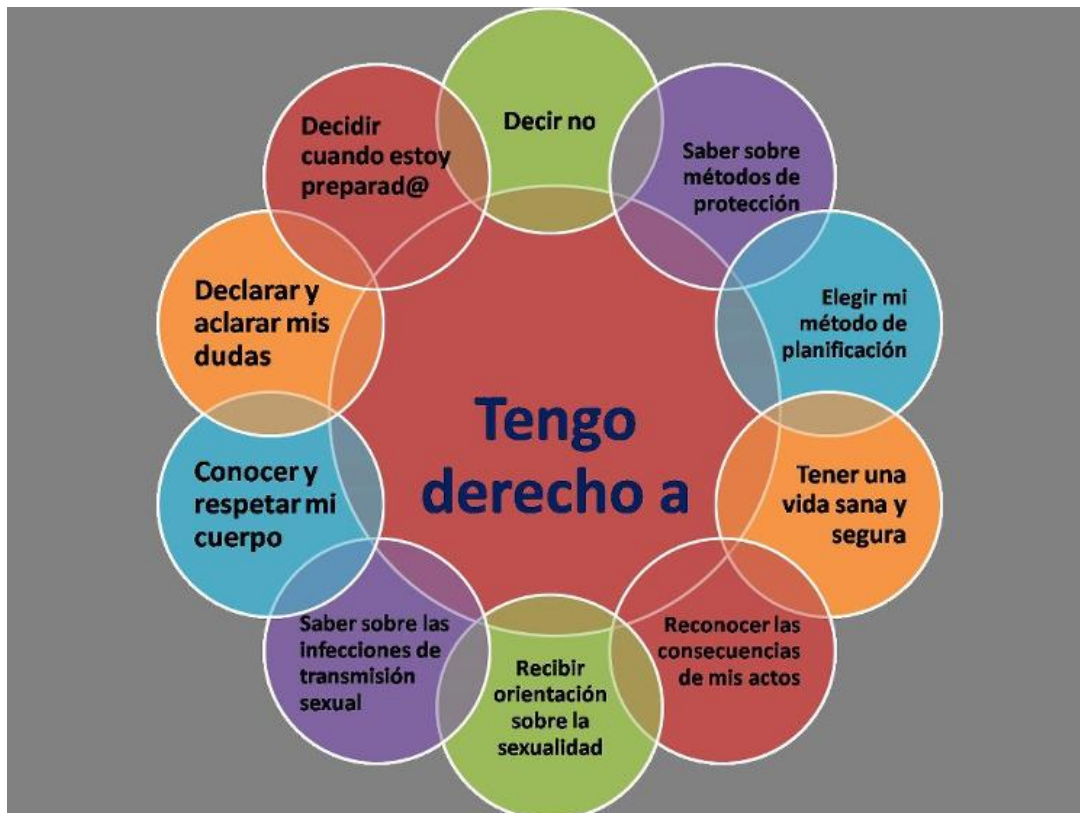 Decir no
Saber sobre
métodos de
protección
Elegir mi
método de
planificación
Tener una
vida sana y
segura
Reconocer las
consecuencias
de mis actos
Recibir
orientación
sobre la
sexualidad
Saber sobre las
infecciones de
transmisión
sexual
Conocer y
respetar mi
cuerpo
Declarar y
aclarar mis
dudas
Decidir
cuando estoy
preparad@
Tengo
derecho a